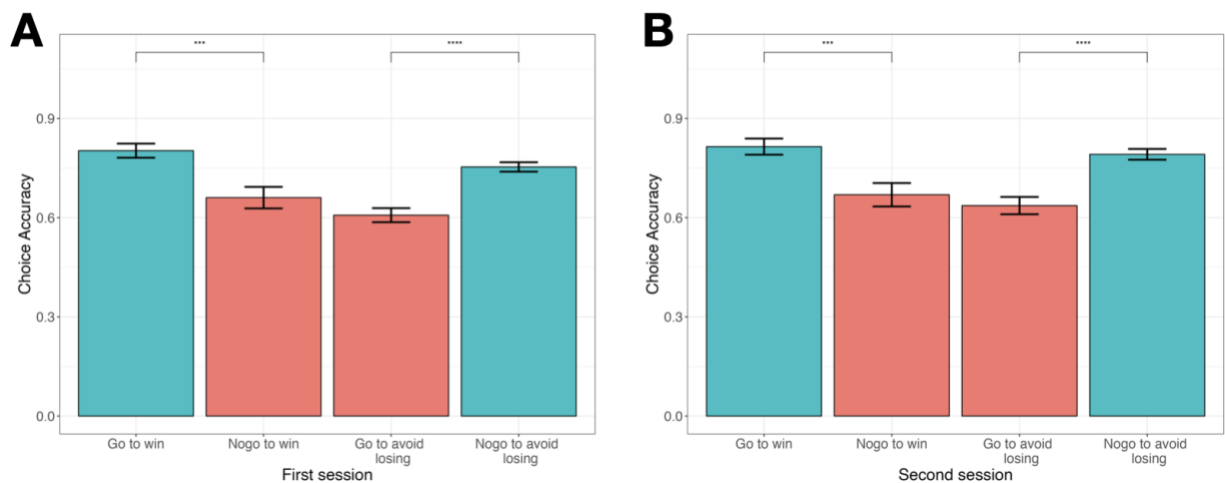 A
***
****
0.9
0.6
0.3
0.0
Choice Accuracy
Go to win
Nogo to win
Go to avoid
losing
Nogo to avoid
losing
First session
B
***
****
0.9
0.6
0.3
0.0
Choice Accuracy
Go to win
Nogo to win
Go to avoid
losing
Nogo to avoid
losing
Second session